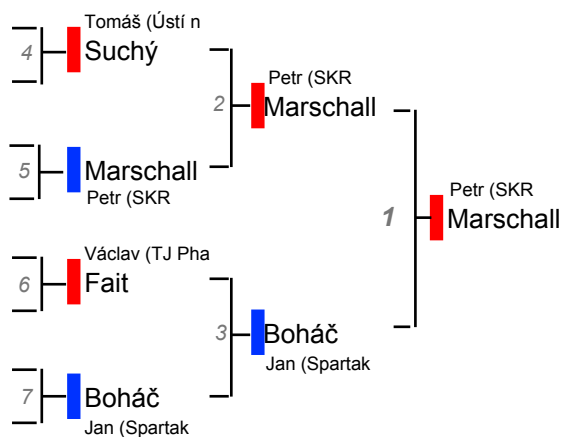 Tomáš (Ústí n
4
Suchý
2
Petr (SKR
Marschall
5
Marschall
Petr (SKR
1
Petr (SKR
Marschall
Václav (TJ Pha
6
Fait
3
Boháč
Jan (Spartak
7
Boháč
Jan (Spartak